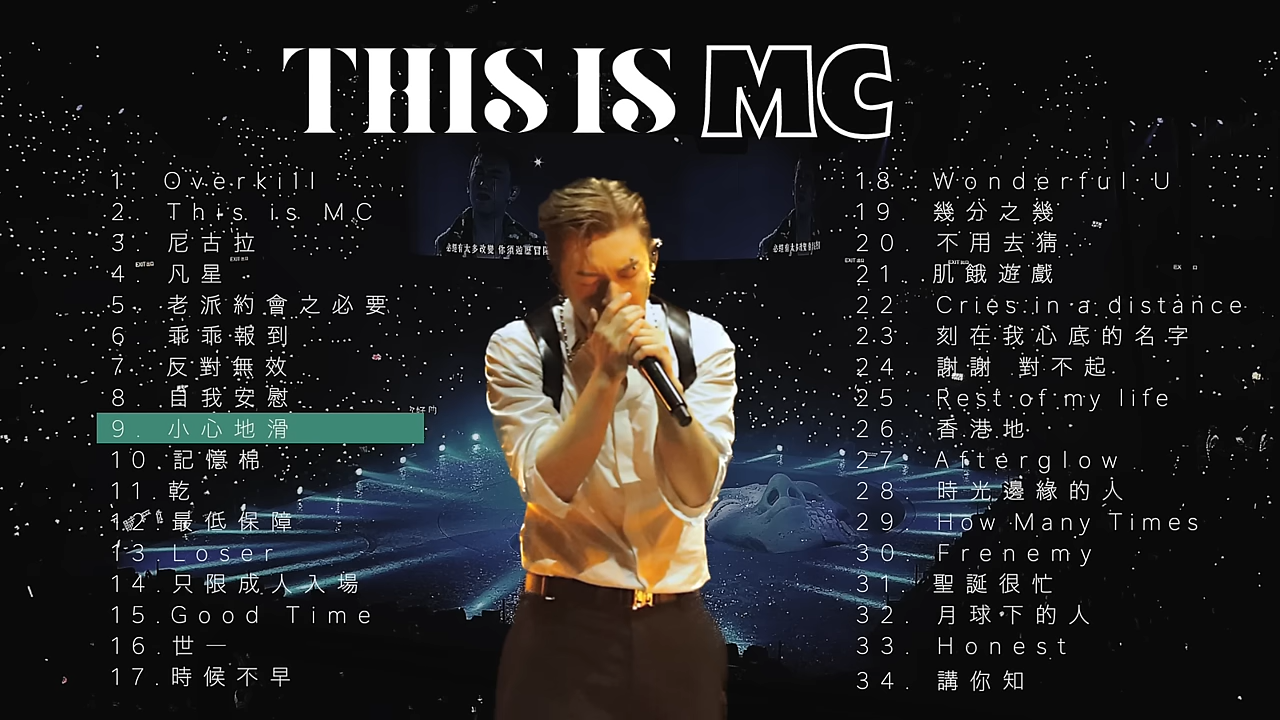 THIS IS MC
1. Overkill
2. This is MC
3. 尼古拉
4. 凡星
5. 老派約會之必要
6. 乖乖報到
7. 反對無效
8. 自我安慰
9. 小心地滑
10.記憶棉
11.乾
12.最低保障
13.Loser
14.只限成人入場
15.Good Time
16.世一
17.時候不早
18. Wonderful U
19. 幾分之幾
20. 不用去猜
21. 肌餓遊戲
22. Cries in a distance
23. 刻在我心底的名字
24. 謝謝 對不起
25 Rest of my life
26. 香港地
27. Afterglow
28 時光邊緣的人
29. How Many Times
30. Frenemy
31. 聖誕很忙
32. 月球下的人
33. Honest
34. 講你知
EXIT 出口
EXIT 出口